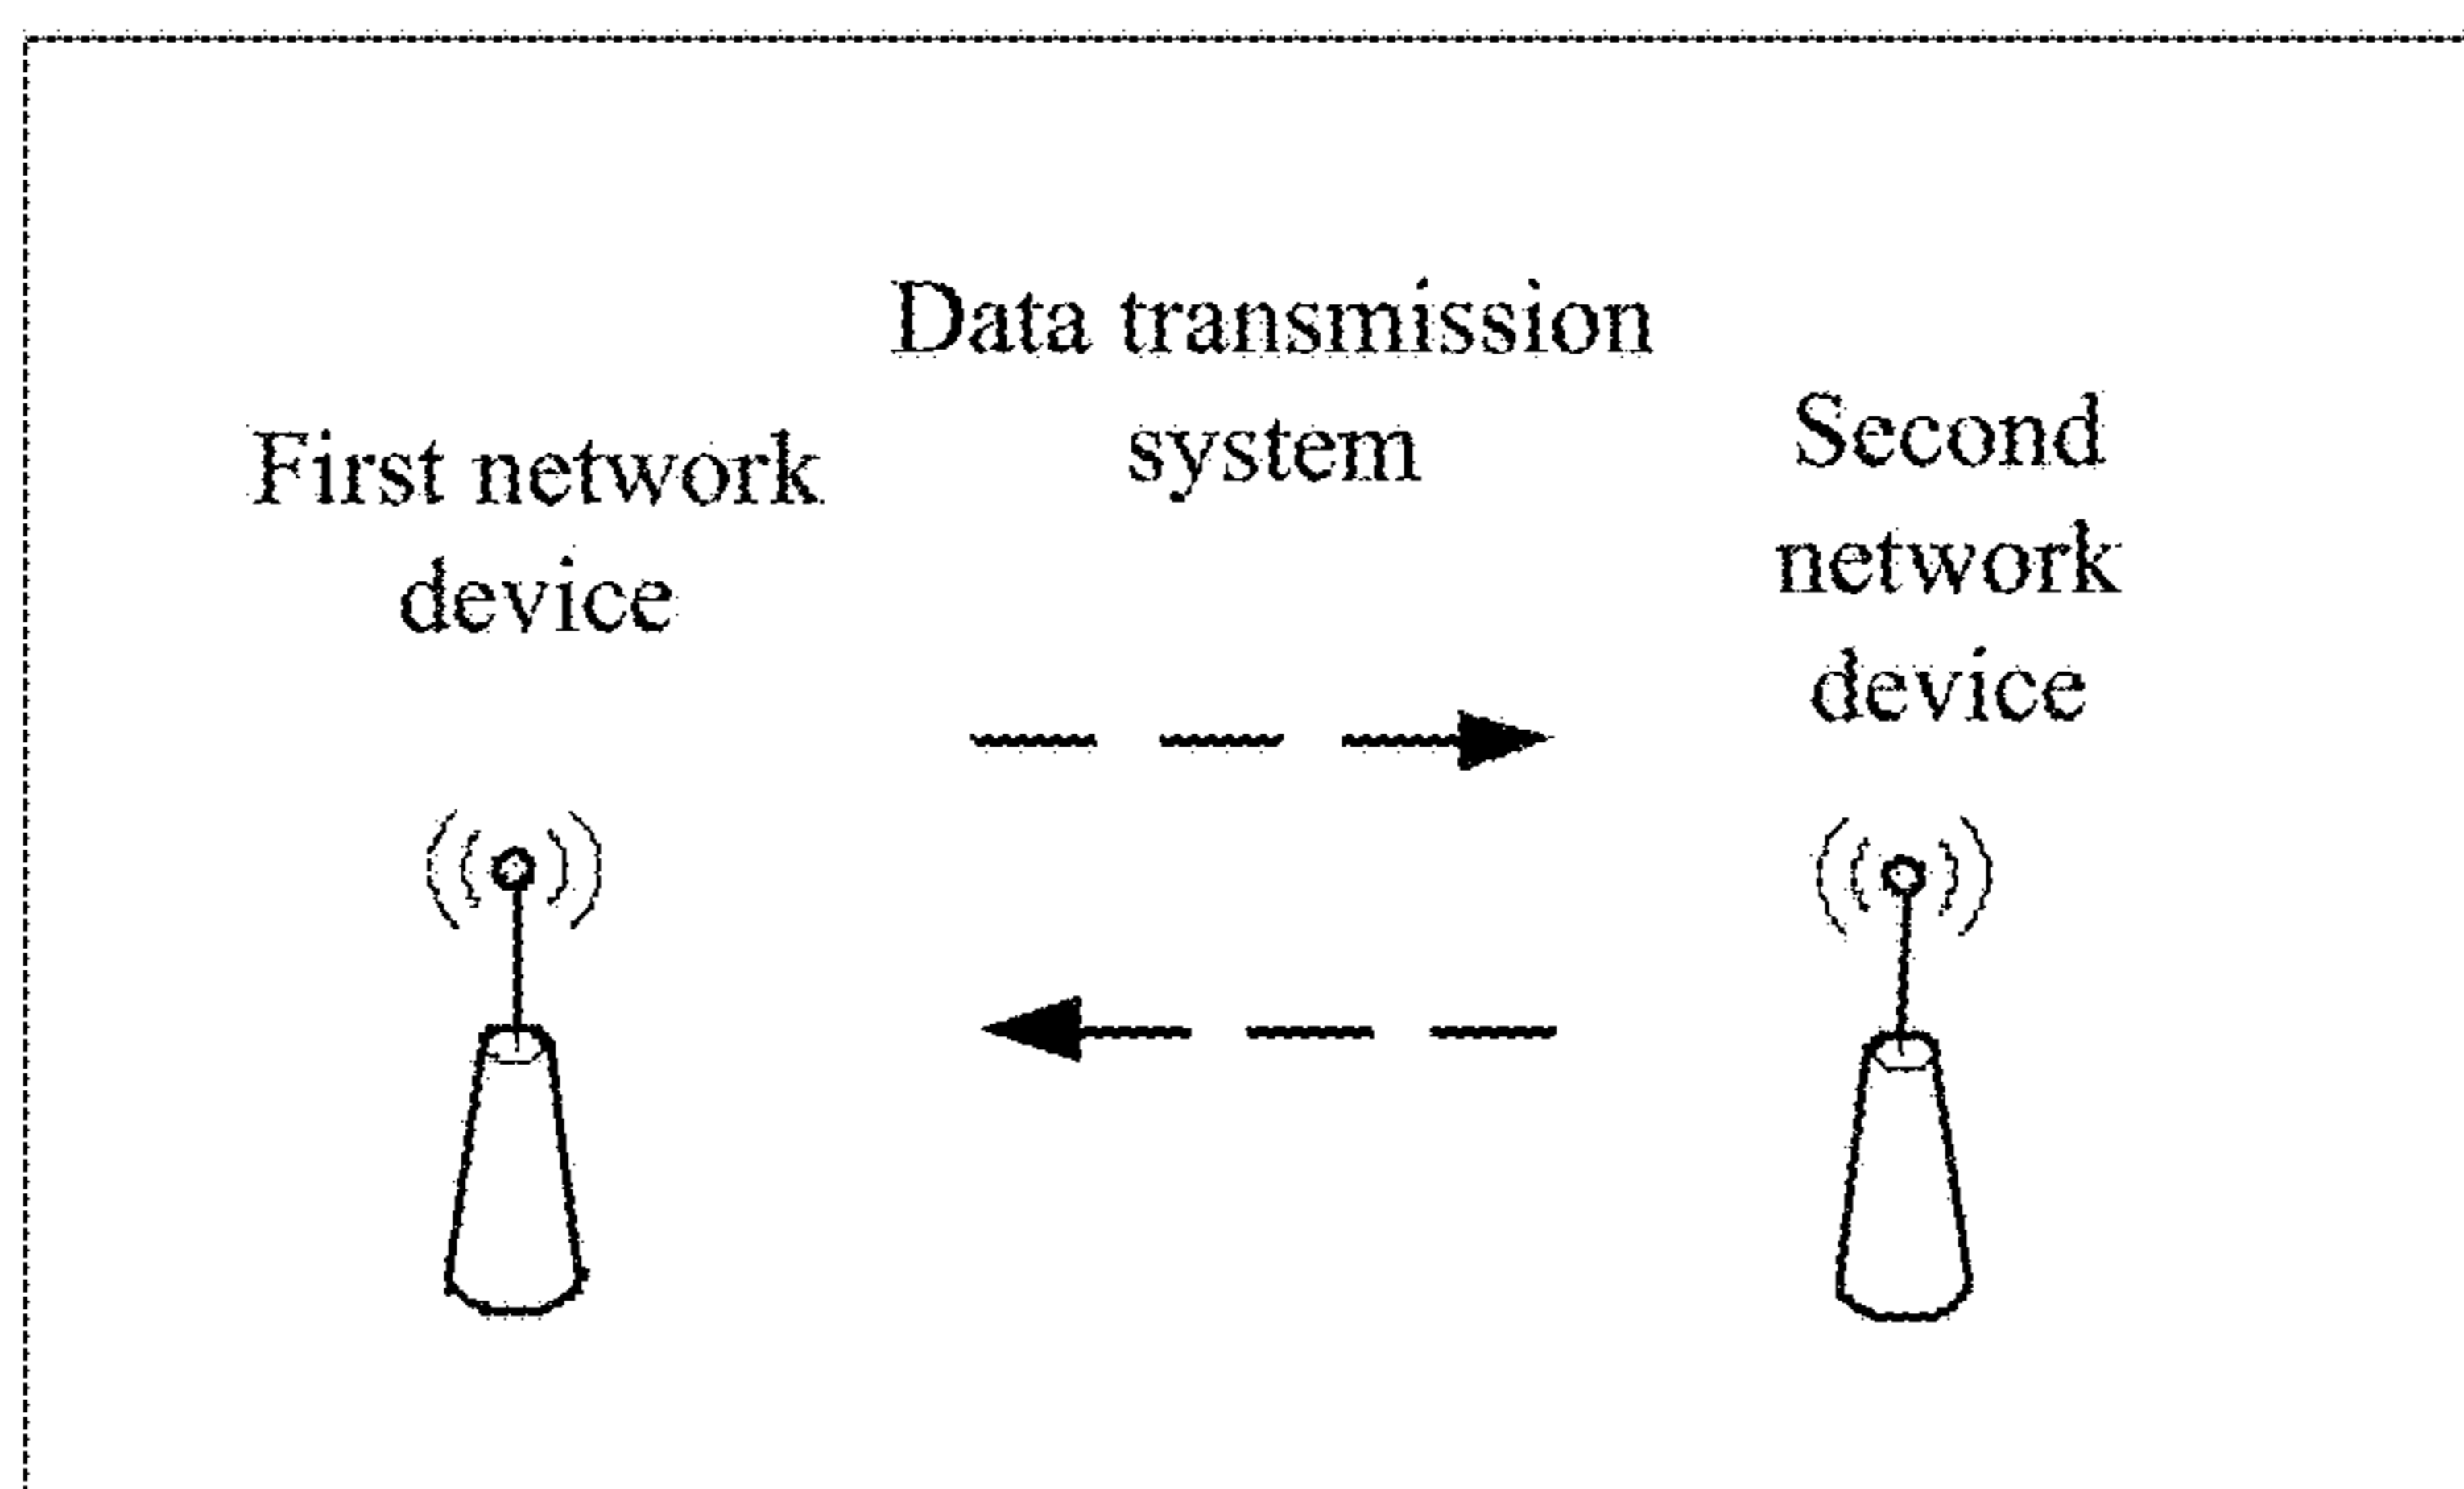 Data transmission
system
First network
device
Second
network
device